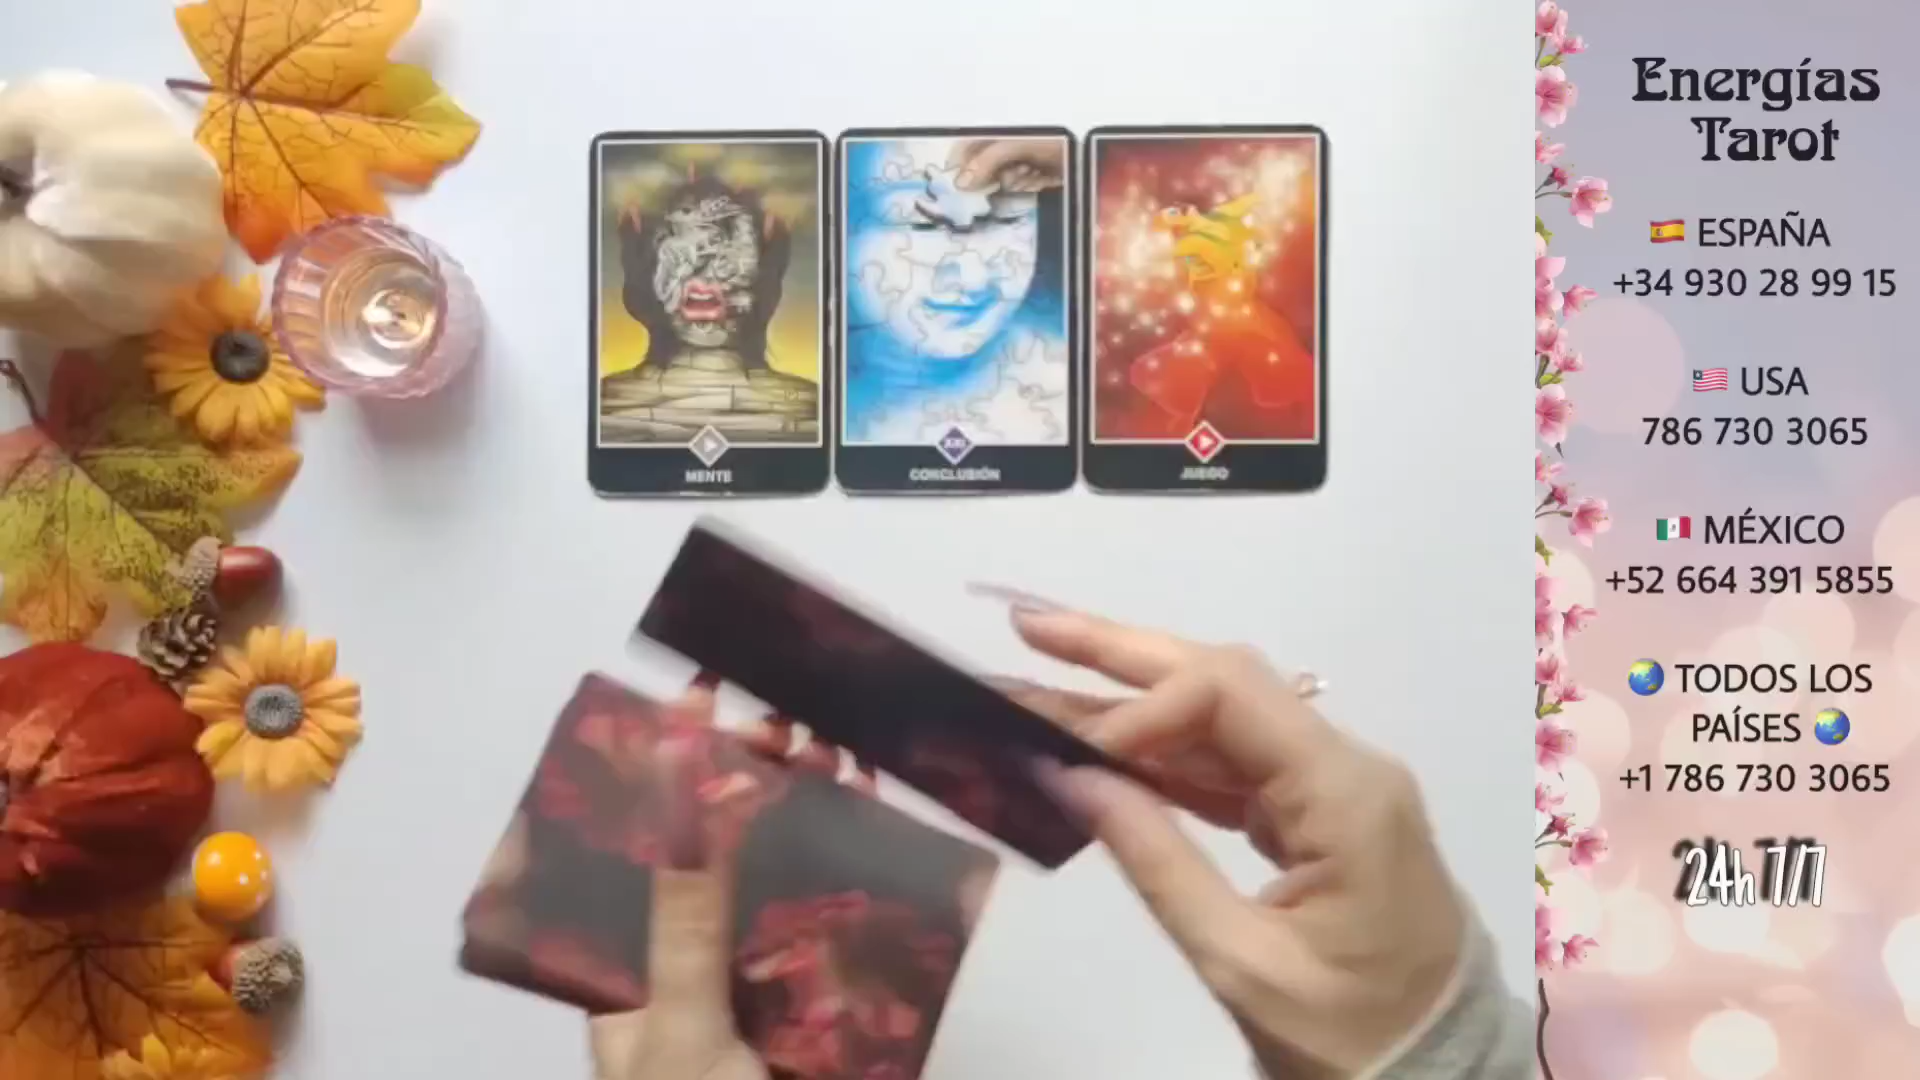 MENTE
XXI
CONCLUSIÓN
JUEGO
Energías
Tarot
🇪🇸 ESPAÑA
+34 930 28 99 15
🇱🇷 USA
786 730 3065
🇲🇽 MÉXICO
+52 664 391 5855
🌏 TODOS LOS
PAÍSES 🌏
+1 786 730 3065
24h 7/7